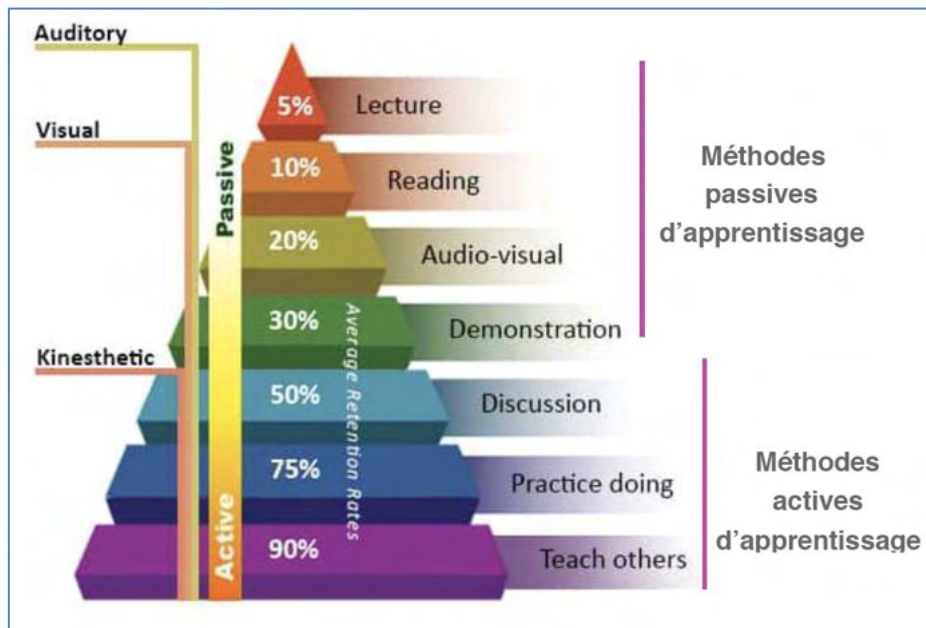 Auditory
Visual
Kinesthetic
Passive
Active
5%
Lecture
10%
Reading
20%
Audio-visual
30%
Demonstration
50%
Discussion
75%
Practice doing
90%
Teach others
Average Retention Rates
Méthodes
passives
d'apprentissage
Méthodes
actives
d'apprentissage